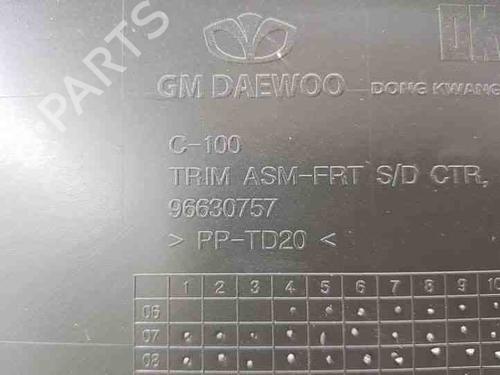 GM DAEWOO DONG KWANG
C-100
TRIM ASM-FRT S/D CTR,
96630757
> PP-TD20 <
1 2 3 4 5 6 7 8 9 10
06
07
08
B-PARTS